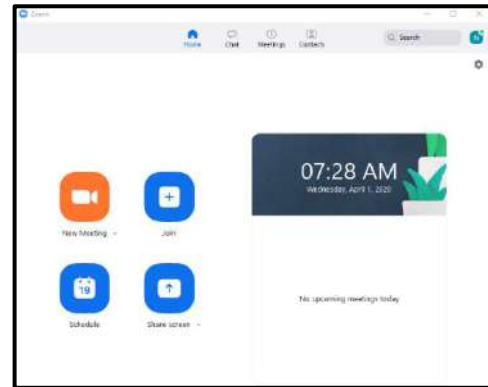 Zoom
Home
Chat
Meetings
Contacts
Search
07:28 AM
Wednesday, April 1, 2020
New Meeting
Join
19
Schedule
Share screen
No upcoming meetings today